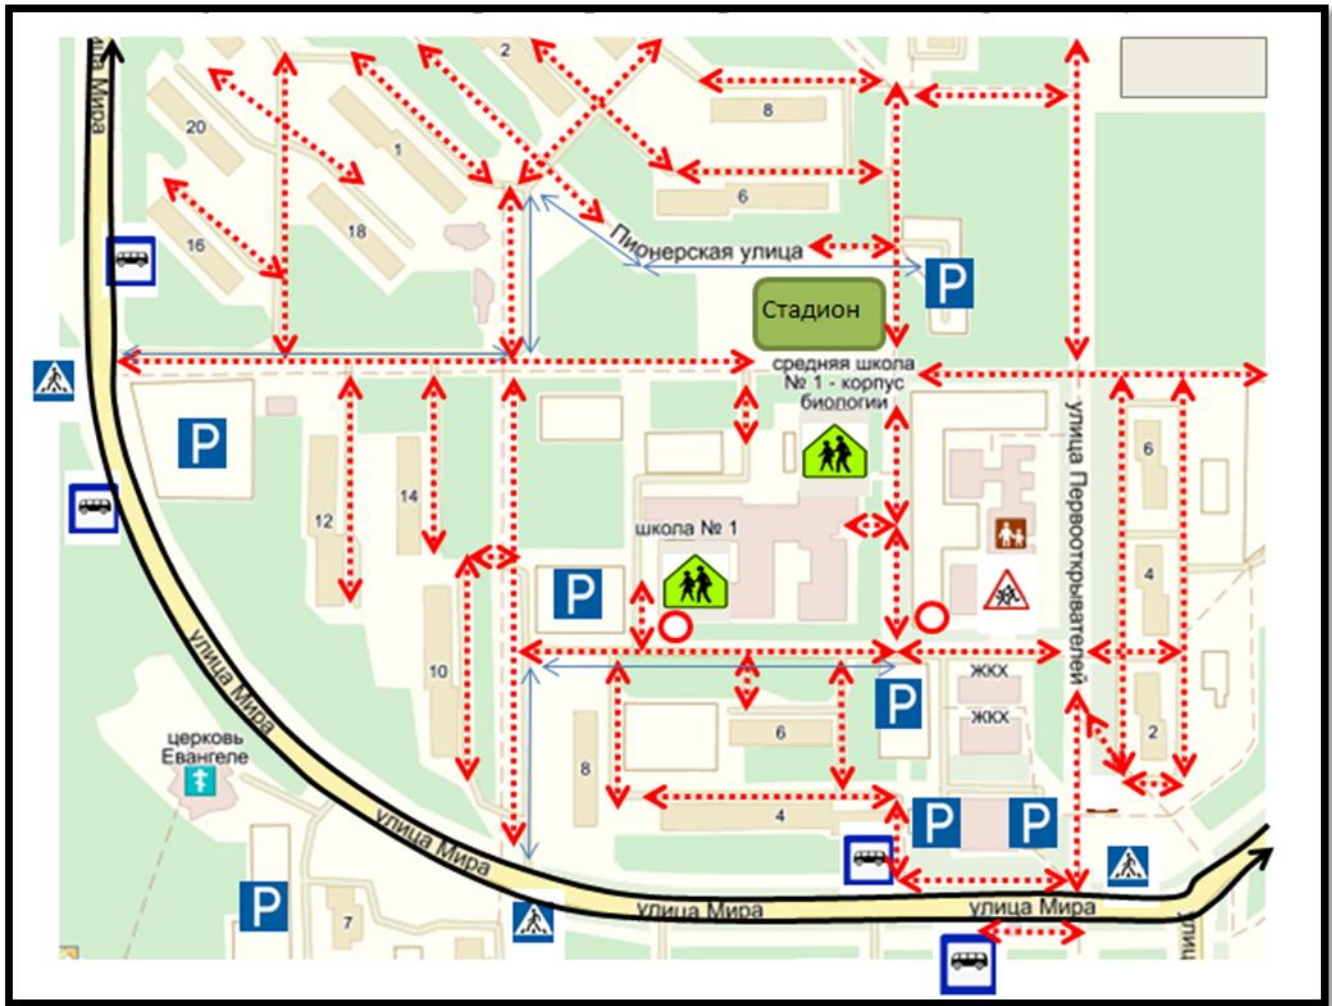 ица Мира
2
20
1
8
6
18
16
Пионерская улица
P
Стадион
средняя школа
№ 1 - корпус
биологии
P
улица Первооткрывателей
6
14
12
школа № 1
4
P
10
ЖКХ
P
ЖКХ
улица Мира
2
6
церковь
Евангеле
8
4
P
P
улица Мира
P
7
улица Мира
улица Мира
улиц